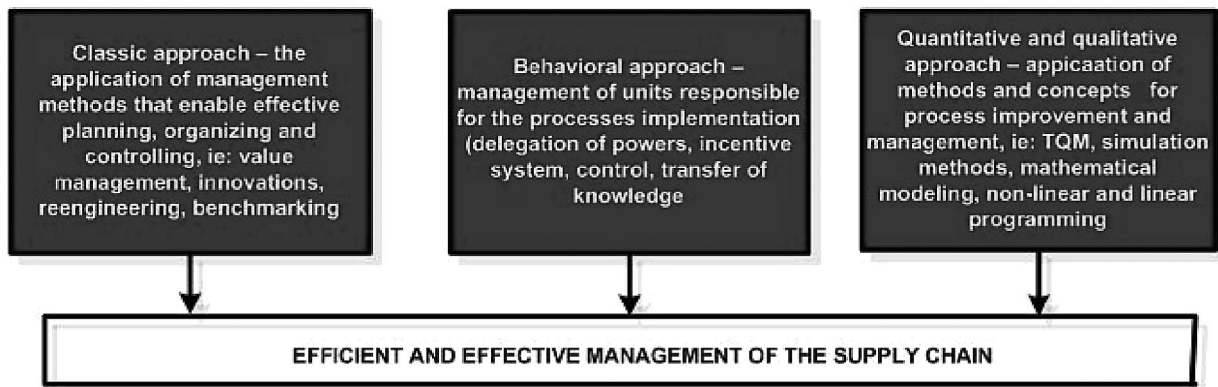 Classic approach – the
application of management
methods that enable effective
planning, organizing and
controlling, ie: value
management, innovations,
reengineering, benchmarking
Behavioral approach –
management of units responsible
for the processes implementation
(delegation of powers, incentive
system, control, transfer of
knowledge
Quantitative and qualitative
approach – appicaation of
methods and concepts for
process improvement and
management, ie: TQM, simulation
methods, mathematical
modeling, non-linear and linear
programming
EFFICIENT AND EFFECTIVE MANAGEMENT OF THE SUPPLY CHAIN